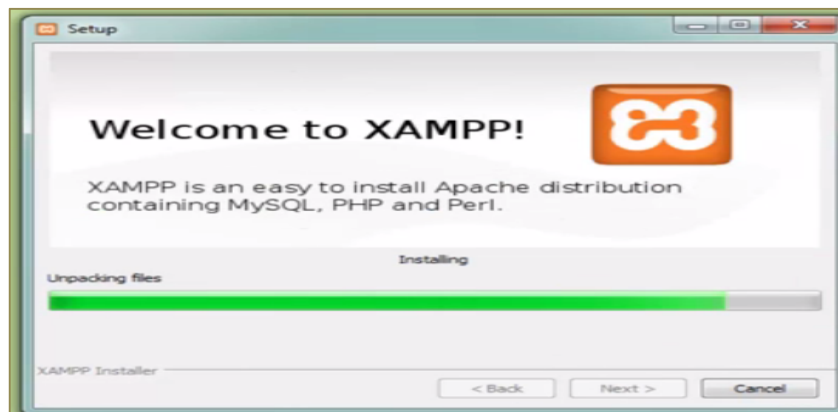 Setup
Welcome to XAMPP!
XAMPP is an easy to install Apache distribution
containing MySQL, PHP and Perl.
Installing
Unpacking files
XAMPP Installer
< Back
Next >
Cancel